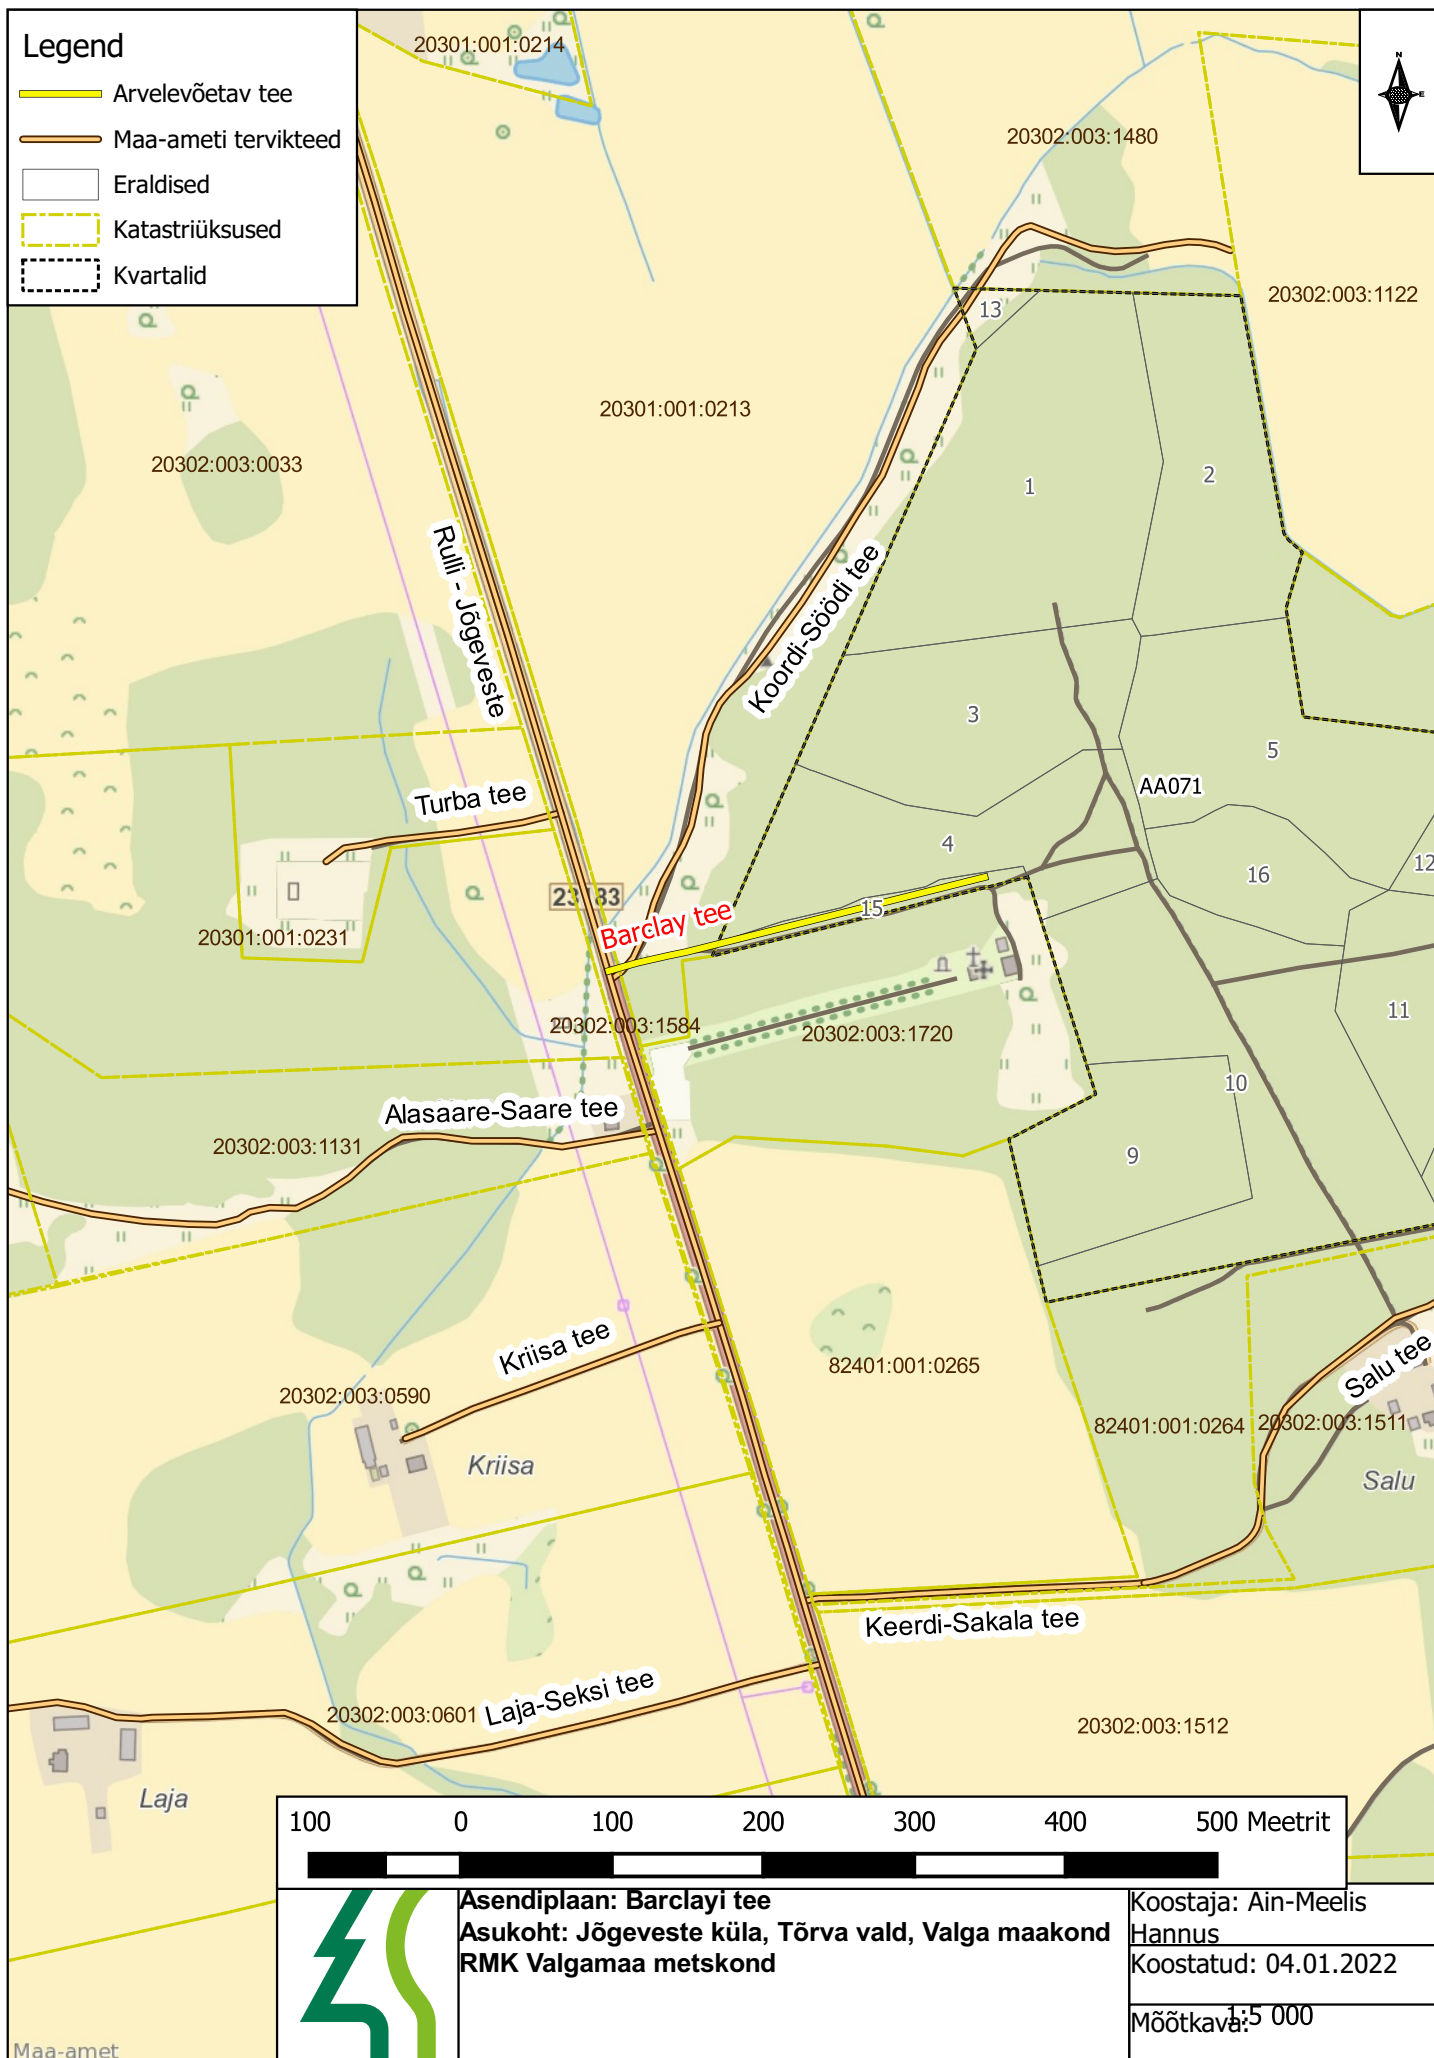 Legend
Arvelevõetav tee
Maa-ameti tervikteed
Eraldised
Katastriüksused
Kvartalid
N
E
20301:001:0214
20302:003:1480
20302:003:1122
13
20301:001:0213
20302:003:0033
1
2
Rulli - Jõgeveste
Koordi-Söödi tee
3
5
AA071
Turba tee
4
12
16
15
Barclay tee
20301:001:0231
20302:003:1584
20302:003:1720
11
10
Alasaare-Saare tee
20302:003:1131
9
Kriisa tee
82401:001:0265
Salu tee
20302:003:0590
82401:001:0264
20302:003:1511
Kriisa
Salu
Keerdi-Sakala tee
Laja-Seksi tee
20302:003:0601
20302:003:1512
Laja
100 0 100 200 300 400 500 Meetrit
Asendiplaan: Barclayi tee
Asukoht: Jõgeveste küla, Tõrva vald, Valga maakond
RMK Valgamaa metskond
Koostaja: Ain-Meelis
Hannus
Koostatud: 04.01.2022
Mõõtkava: 1:5 000
Maa-amet